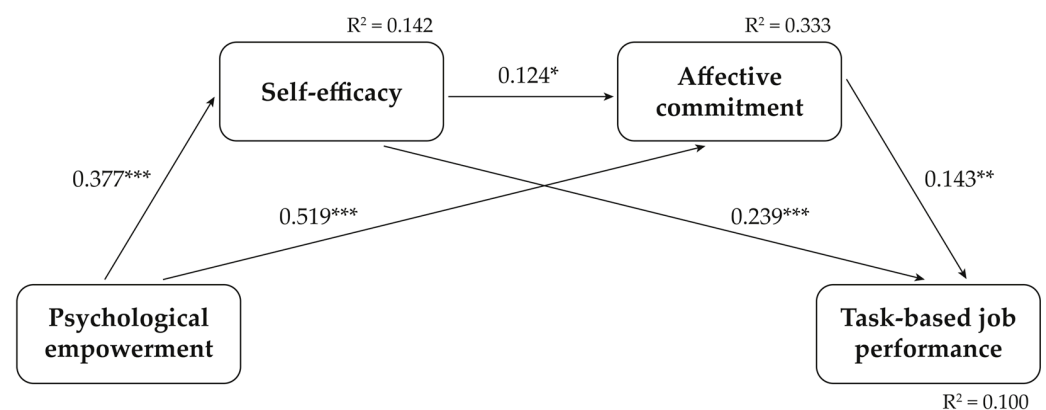 R² = 0.142
R² = 0.333
Self-efficacy
0.124*
Affective
commitment
0.377***
0.519***
0.239***
0.143**
Psychological
empowerment
Task-based job
performance
R² = 0.100